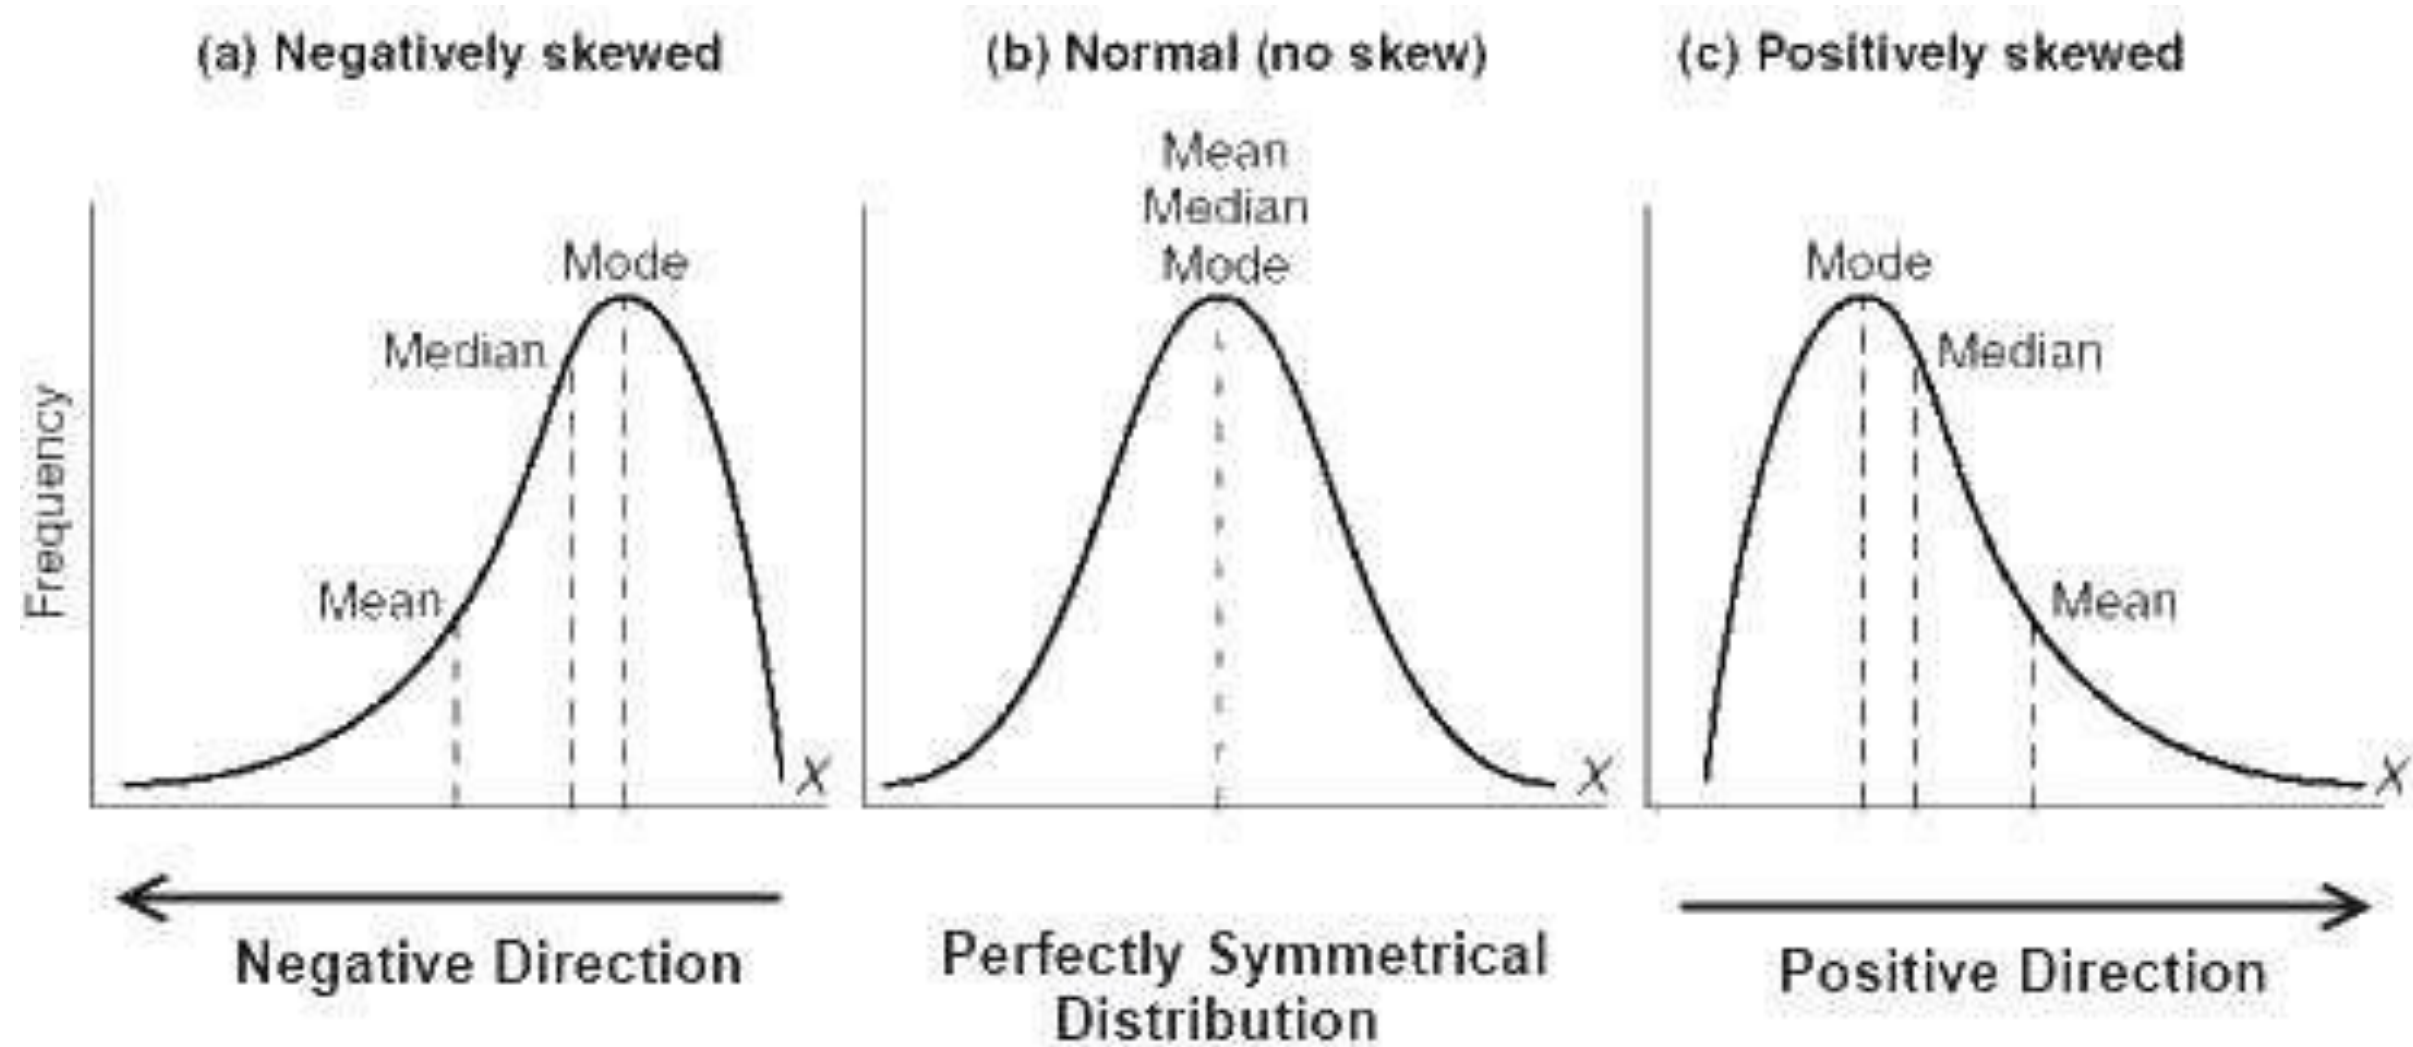 (a) Negatively skewed
(b) Normal (no skew)
(c) Positively skewed
Frequency
Mode
Median
Mean
X
Mean
Median
Mode
X
Mode
Median
Mean
X
Negative Direction
Perfectly Symmetrical
Distribution
Positive Direction